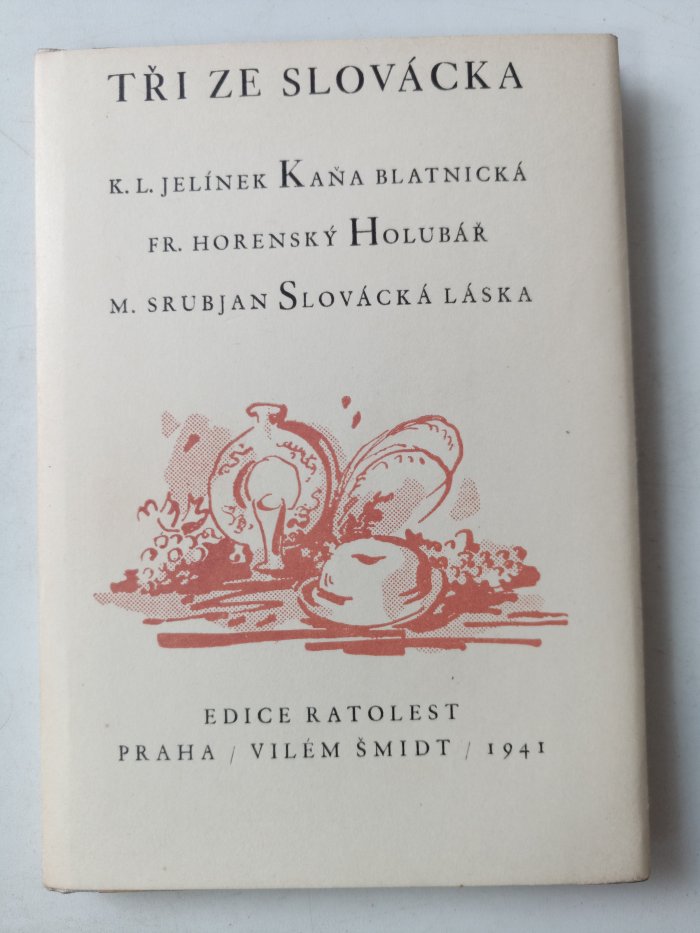 TŘI ZE SLOVÁCKA
K. L. JELÍNEK KAŇA BLATNICKÁ
FR. HORENSKÝ HOLUBÁŘ
M. SRUBJAN SLOVÁCKÁ LÁSKA
EDICE RATOLEST
PRAHA / VILÉM ŠMIDT / 1941